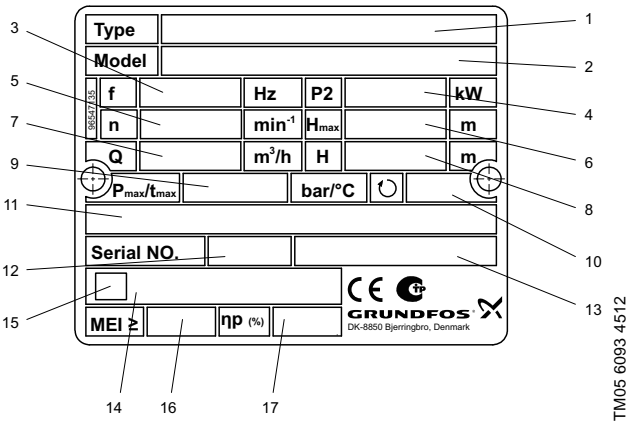 Type 1
Model 2
3 f Hz P2 kW 4
5 n min⁻¹ Hmax m 6
7 Q m³/h H m 8
9 Pmax/tmax bar/°C 10
11
12 Serial NO. 13
15 14
MEI ≥ 16 ηp (%) 17
96547135
CE
GRUNDFOS
DK-8850 Bjerringbro, Denmark
TM05 6093 4512